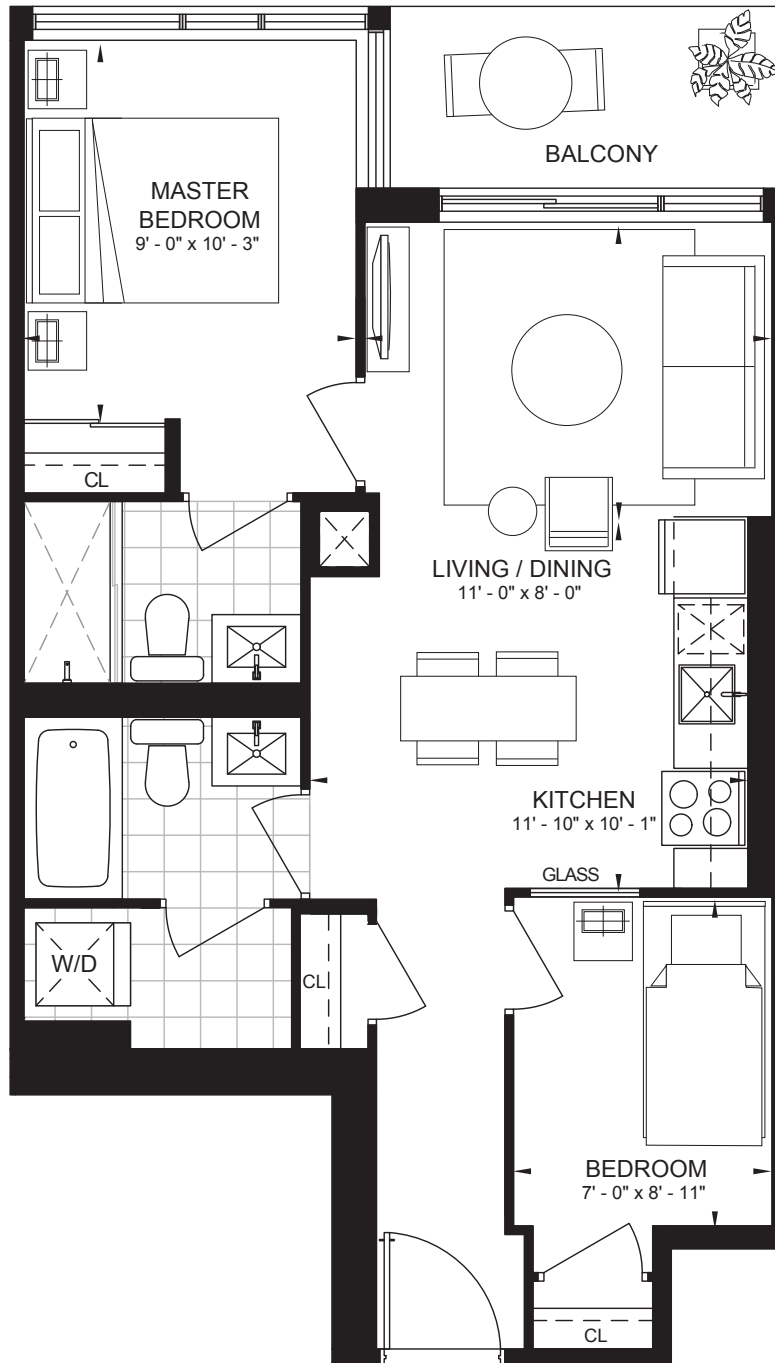 BALCONY
MASTER
BEDROOM
9' - 0" x 10' - 3"
CL
LIVING / DINING
11' - 0" x 8' - 0"
KITCHEN
11' - 10" x 10' - 1"
GLASS
W/D
CL
BEDROOM
7' - 0" x 8' - 11"
CL